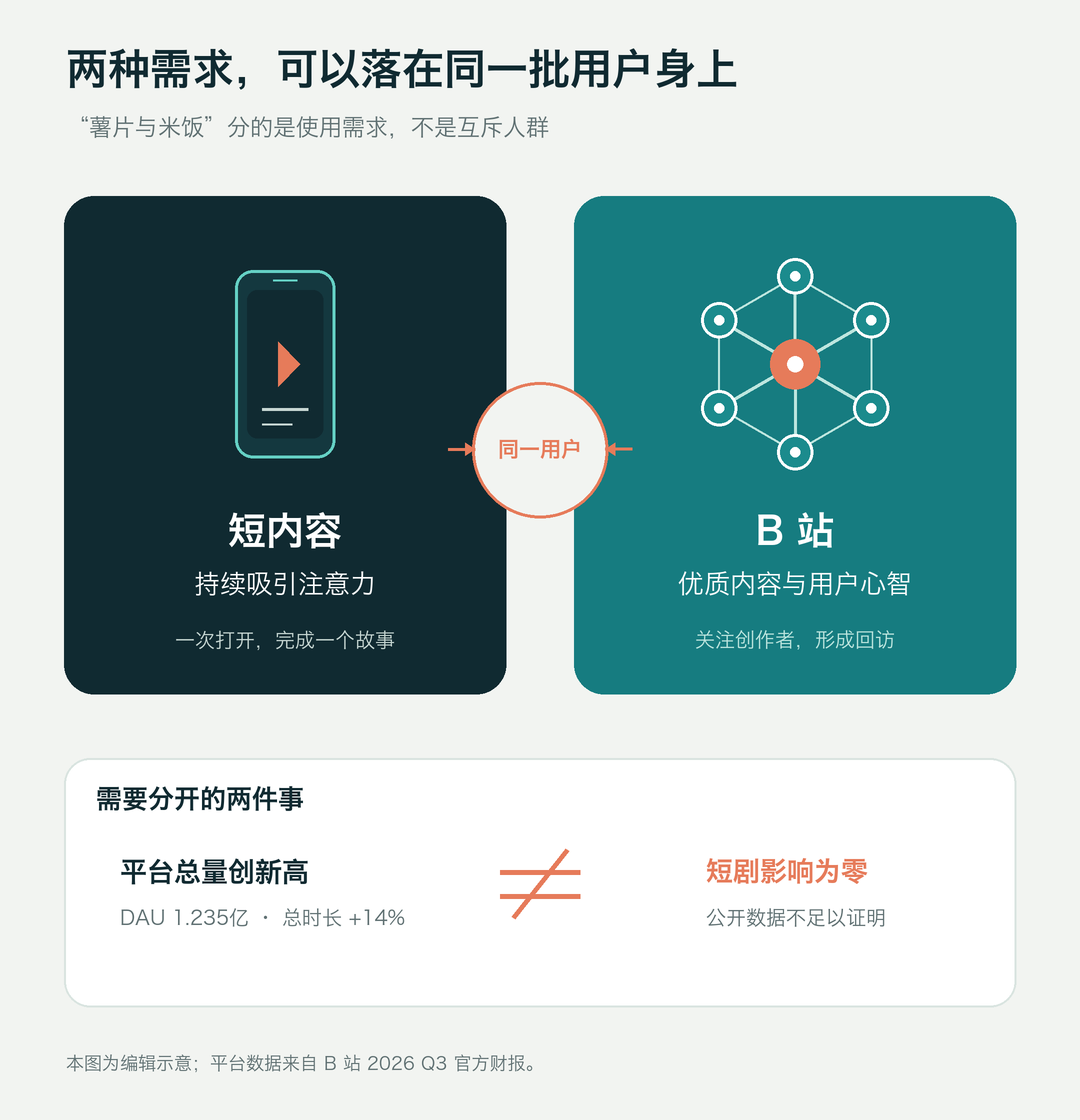 两种需求，可以落在同一批用户身上
“薯片与米饭”分的是使用需求，不是互斥人群
同一用户
短内容
持续吸引注意力
一次打开，完成一个故事
B 站
优质内容与用户心智
关注创作者，形成回访
需要分开的两件事
平台总量创新高
DAU 1.235亿 · 总时长 +14%
短剧影响为零
公开数据不足以证明
本图为编辑示意；平台数据来自 B 站 2026 Q3 官方财报。